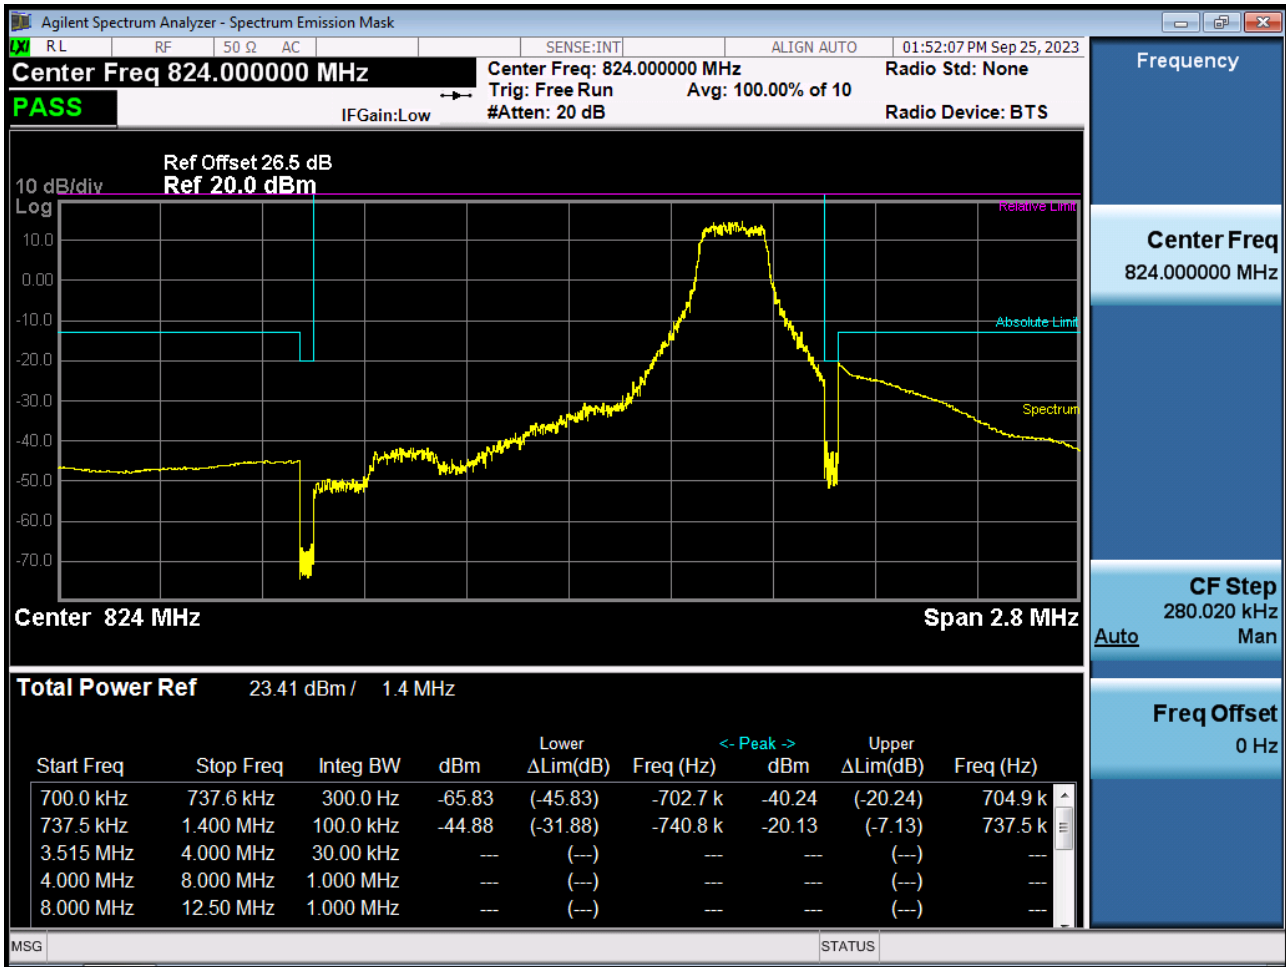 Agilent Spectrum Analyzer - Spectrum Emission Mask
LXI RL RF 50 Ω AC SENSE:INT ALIGN AUTO 01:52:07 PM Sep 25, 2023
Center Freq 824.000000 MHz Center Freq: 824.000000 MHz Radio Std: None
Trig: Free Run Avg: 100.00% of 10
PASS IFGain:Low #Atten: 20 dB Radio Device: BTS
Ref Offset 26.5 dB
10 dB/div Ref 20.0 dBm
Log
Relative Limit
10.0
0.00
-10.0
Absolute Limit
-20.0
-30.0
Spectrum
-40.0
-50.0
-60.0
-70.0
Center 824 MHz Span 2.8 MHz
Total Power Ref 23.41 dBm / 1.4 MHz
Lower <- Peak -> Upper
Start Freq Stop Freq Integ BW dBm ΔLim(dB) Freq (Hz) dBm ΔLim(dB) Freq (Hz)
700.0 kHz 737.6 kHz 300.0 Hz -65.83 (-45.83) -702.7 k -40.24 (-20.24) 704.9 k
737.5 kHz 1.400 MHz 100.0 kHz -44.88 (-31.88) -740.8 k -20.13 (-7.13) 737.5 k
3.515 MHz 4.000 MHz 30.00 kHz --- (---) --- --- (---) ---
4.000 MHz 8.000 MHz 1.000 MHz --- (---) --- --- (---) ---
8.000 MHz 12.50 MHz 1.000 MHz --- (---) --- --- (---) ---
MSG STATUS
Frequency
Center Freq
824.000000 MHz
CF Step
280.020 kHz
Auto Man
Freq Offset
0 Hz